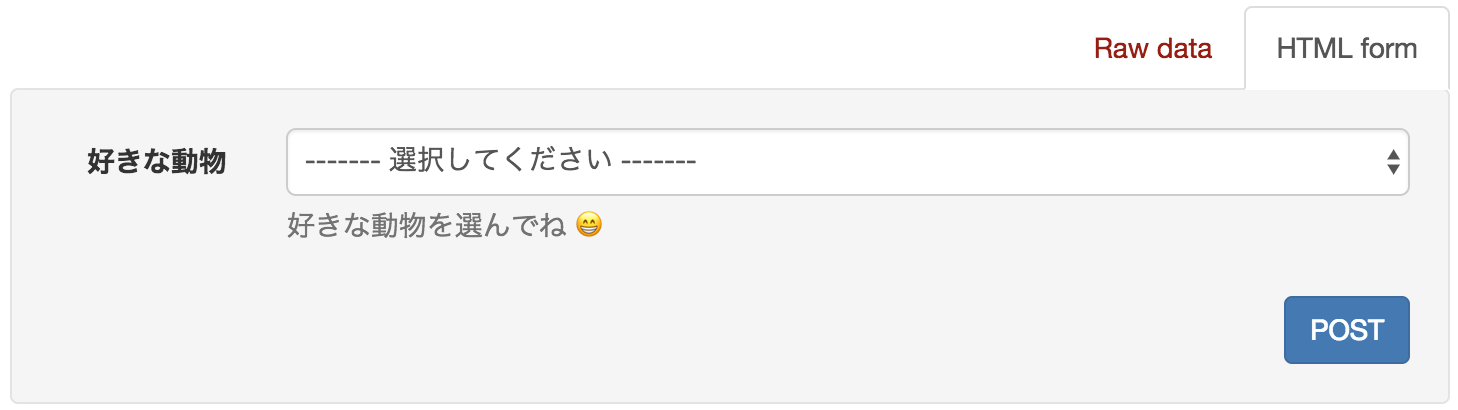 Raw data
HTML form
好きな動物
------- 選択してください -------
好きな動物を選んでね 😁
POST